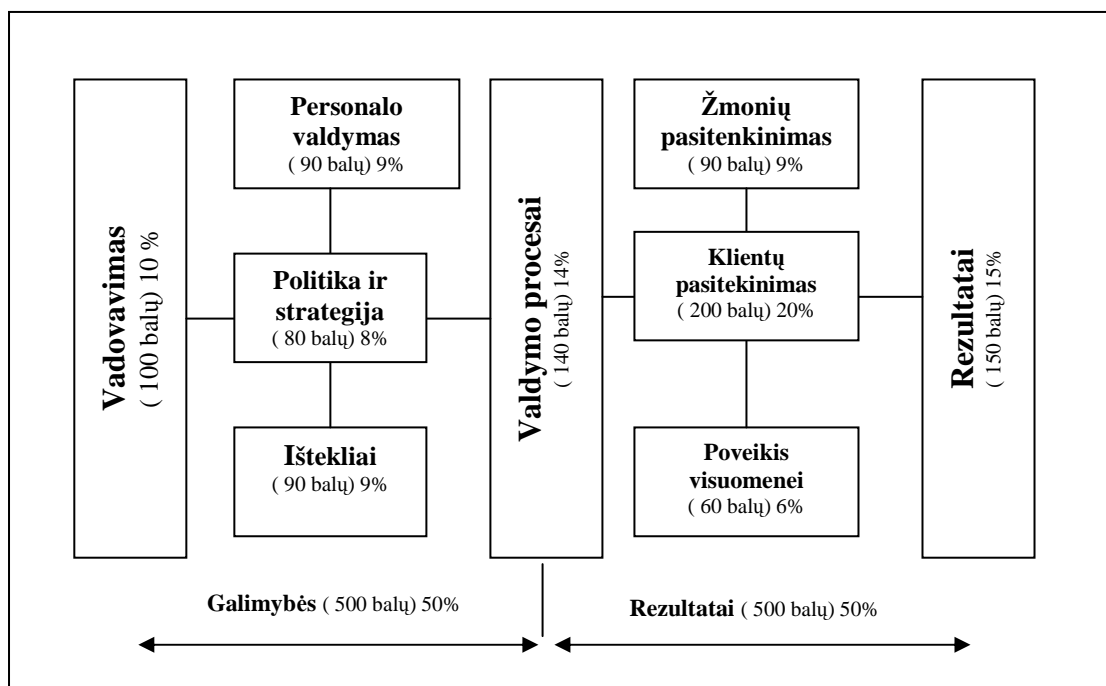 Vadovavimas
( 100 balų) 10 %
Personalo
valdymas
( 90 balų) 9%
Politika ir
strategija
( 80 balų) 8%
Ištekliai
( 90 balų) 9%
Valdymo procesai
( 140 balų) 14%
Žmonių
pasitenkinimas
( 90 balų) 9%
Klientų
pasitekinimas
( 200 balų) 20%
Poveikis
visuomenei
( 60 balų) 6%
Rezultatai
( 150 balų) 15%
Galimybės ( 500 balų) 50%
Rezultatai ( 500 balų) 50%